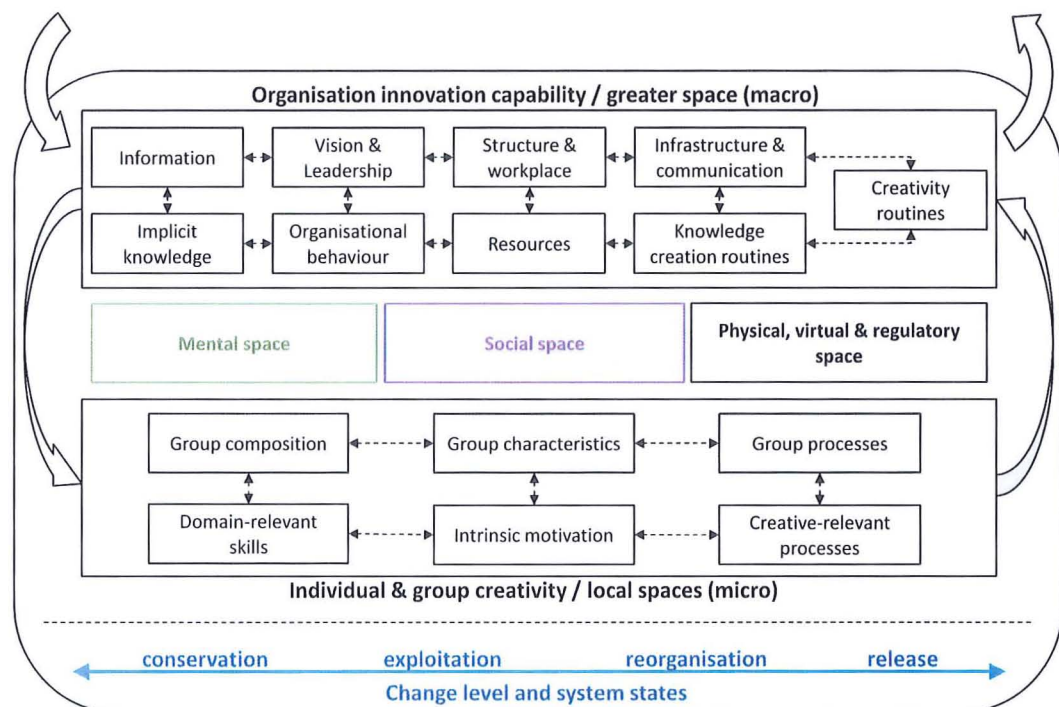 Organisation innovation capability / greater space (macro)
Information
Vision &
Leadership
Structure &
workplace
Infrastructure &
communication
Creativity
routines
Implicit
knowledge
Organisational
behaviour
Resources
Knowledge
creation routines
Mental space
Social space
Physical, virtual & regulatory
space
Group composition
Group characteristics
Group processes
Domain-relevant
skills
Intrinsic motivation
Creative-relevant
processes
Individual & group creativity / local spaces (micro)
conservation
exploitation
reorganisation
release
Change level and system states